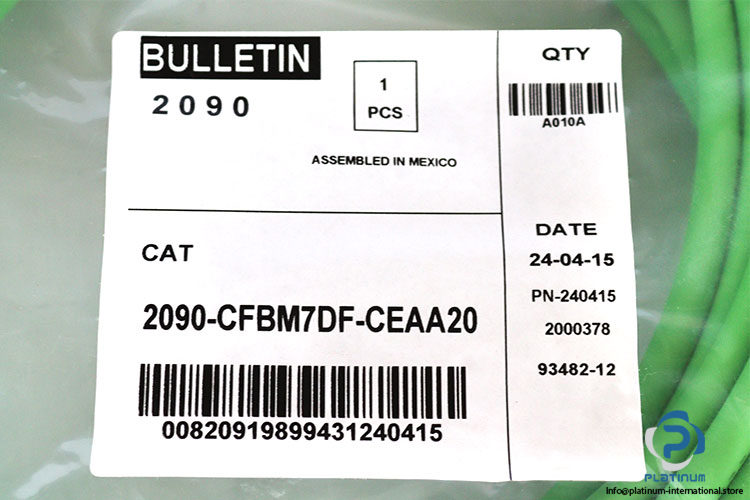 BULLETIN
2090
1
PCS
ASSEMBLED IN MEXICO
QTY
A010A
CAT
2090-CFBM7DF-CEAA20
00820919899431240415
DATE
24-04-15
PN-240415
2000378
93482-12
PLATINUM
Info@platinum-international.store